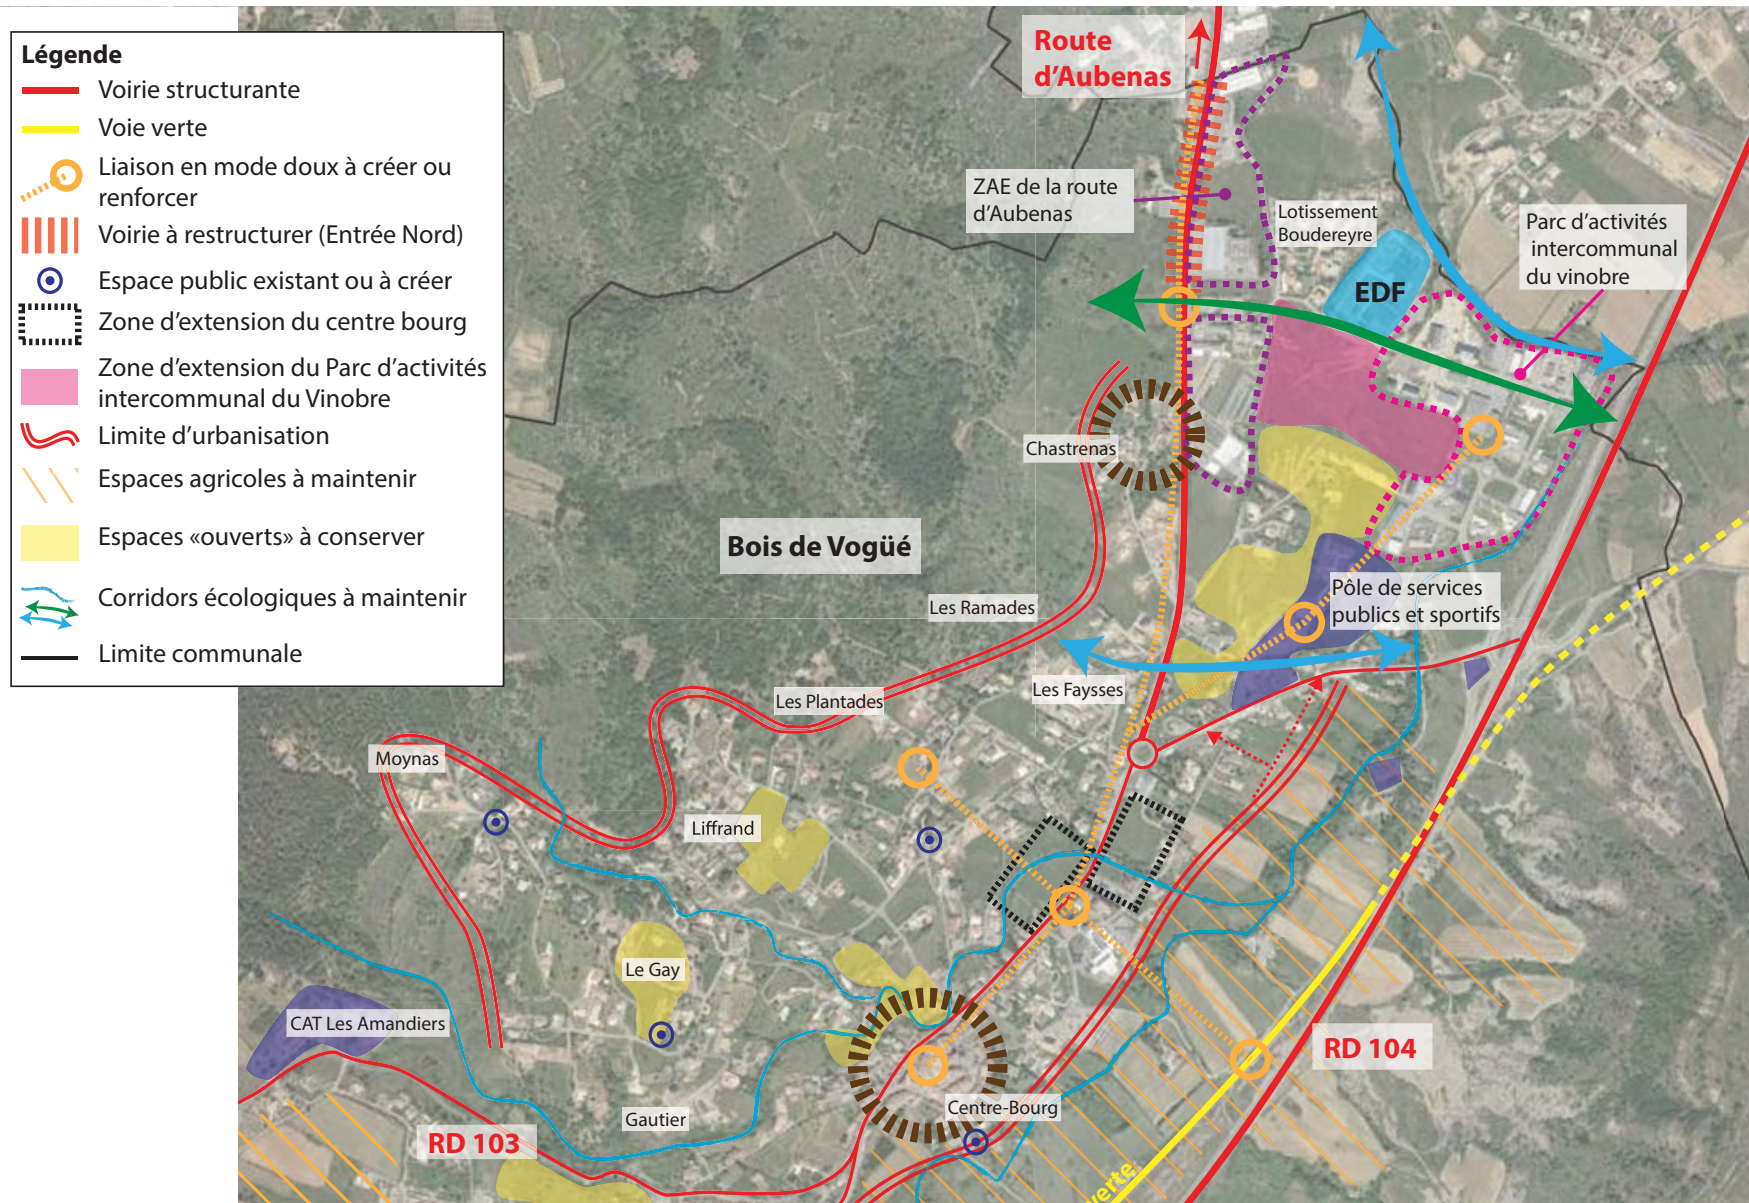 Légende
Voirie structurante
Voie verte
Liaison en mode doux à créer ou
renforcer
Voirie à restructurer (Entrée Nord)
Espace public existant ou à créer
Zone d'extension du centre bourg
Zone d'extension du Parc d'activités
intercommunal du Vinobre
Limite d'urbanisation
Espaces agricoles à maintenir
Espaces «ouverts» à conserver
Corridors écologiques à maintenir
Limite communale
Route
d'Aubenas
ZAE de la route
d'Aubenas
Lotissement
Boudereyre
Parc d'activités
intercommunal
du vinobre
EDF
Chastrenas
Bois de Vogüé
Les Ramades
Pôle de services
publics et sportifs
Les Faysses
Les Plantades
Moynas
Liffrand
Le Gay
CAT Les Amandiers
RD 104
Centre-Bourg
Gautier
RD 103
verte